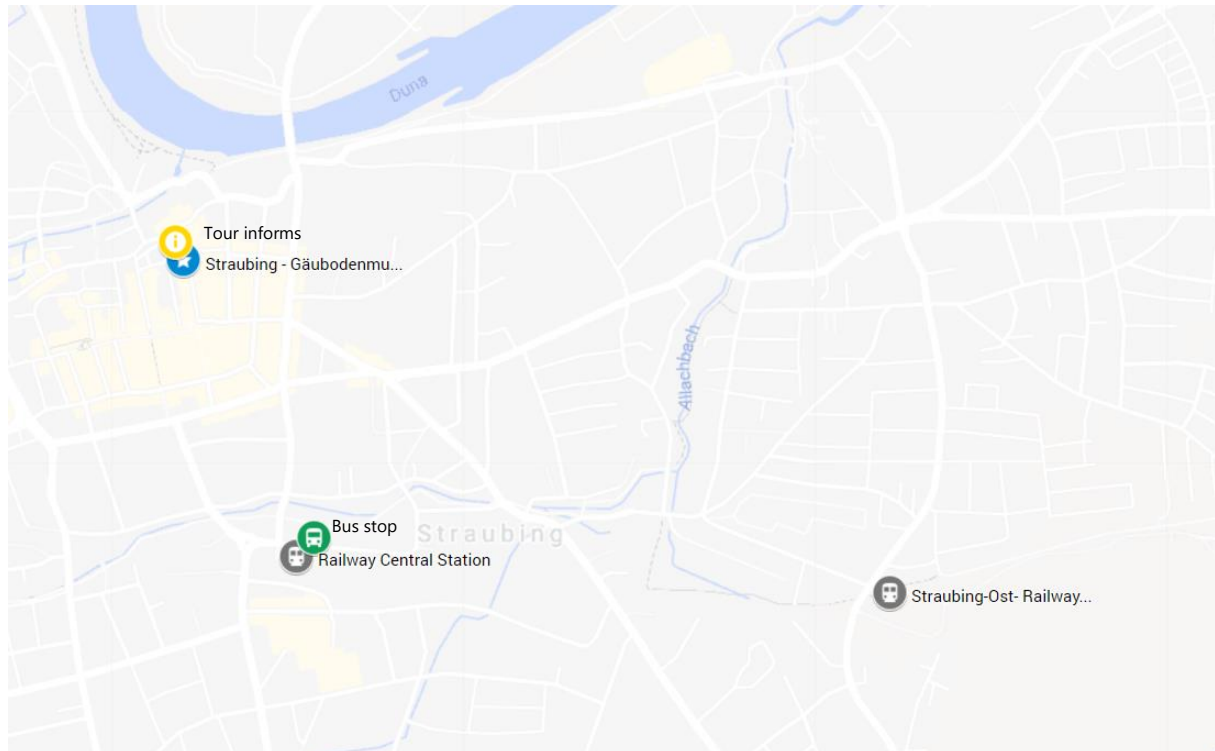 Duna
Tour informs
Straubing - Gäubodenmu...
Allachbach
Bus stop
Straubing
Railway Central Station
Straubing-Ost- Railway...